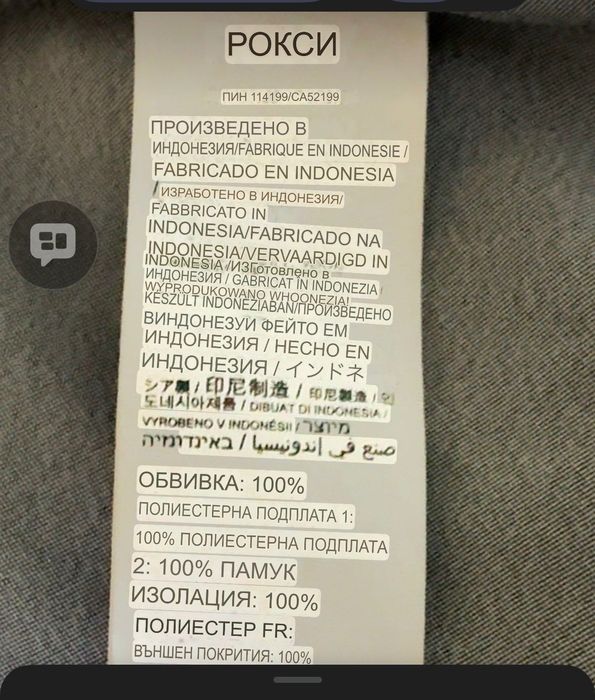 РОКСИ
ПИН 114199/CA52199
ПРОИЗВЕДЕНО В
ИНДОНЕЗИЯ/FABRIQUE EN INDONESIE /
FABRICADO EN INDONESIA
/ ИЗРАБОТЕНО В ИНДОНЕЗИЯ/
FABBRICATO IN
INDONESIA/FABRICADO NA
INDONESIA/VERVAARDIGD IN
INDONESIA/ИЗГотовлено в
ИНДОНЕЗИЯ / GABRICAT IN INDONEZIA /
WYPRODUKOWANO WHOONEZIA!
KÉSZÜLT INDONÉZIÁBAN/ПРОИЗВЕДЕНО
ВИНДОНЕЗУЙ ФЕЙТО ЕМ
ИНДОНЕЗИЯ / HECHO EN
ИНДОНЕЗИЯ / インドネ
シア製 / 印尼制造 / 印尼製造 / 인
도네시아제품 / DIBUAT DI INDONESIA /
VYROBENO V INDONÉSII / מיוצר
באינדונזיה / صنع في إندونيسيا
ОБВИВКА: 100%
ПОЛИЕСТЕРНА ПОДПЛАТА 1:
100% ПОЛИЕСТЕРНА ПОДПЛАТА
2: 100% ПАМУК
ИЗОЛАЦИЯ: 100%
ПОЛИЕСТЕР FR:
ВЪНШЕН ПОКРИТИЯ: 100%